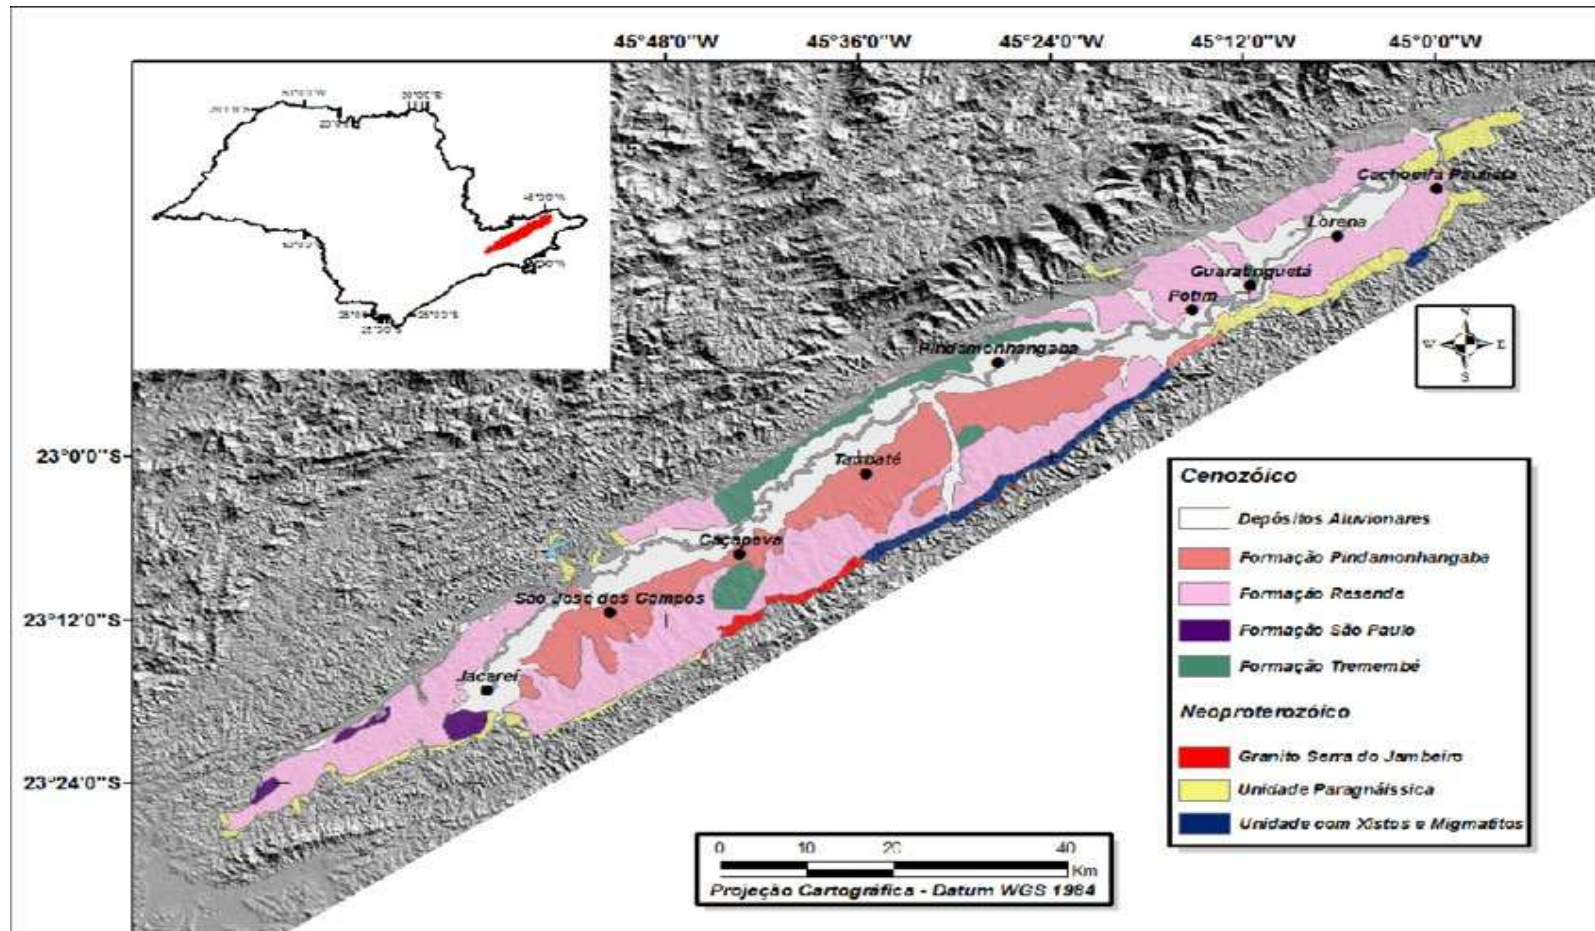 45°48'0"W 45°36'0"W 45°24'0"W 45°12'0"W 45°0'0"W
Cachoeira Paulista
Lorena
Guaratinguetá
Potim
Pindamonhangaba
N
W E
S
23°0'0"S
Taubaté
Caçapava
São José dos Campos
23°12'0"S
Jacareí
23°24'0"S
Cenozóico
Depósitos Aluvionares
Formação Pindamonhangaba
Formação Resende
Formação São Paulo
Formação Tremembé
Neoproterozóico
Granito Serra do Jambeiro
Unidade Paragnáissica
Unidade com Xistos e Migmatitos
0 10 20 40
Km
Projeção Cartográfica - Datum WGS 1984